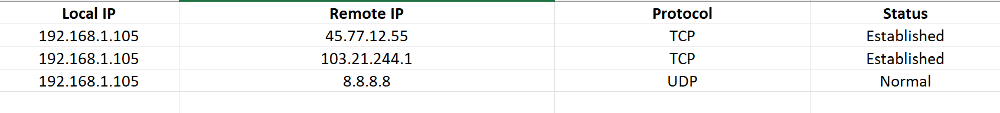 Local IP Remote IP Protocol Status
192.168.1.105 45.77.12.55 TCP Established
192.168.1.105 103.21.244.1 TCP Established
192.168.1.105 8.8.8.8 UDP Normal